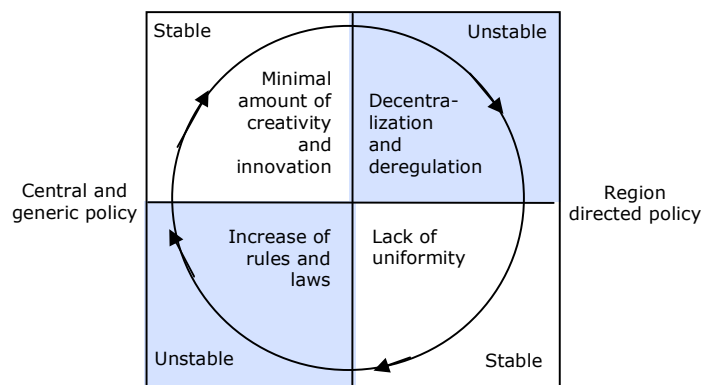 Stable
Unstable
Minimal
amount of
creativity
and
innovation
Decentra-
lization
and
deregulation
Central and
generic policy
Region
directed policy
Increase of
rules and
laws
Lack of
uniformity
Unstable
Stable